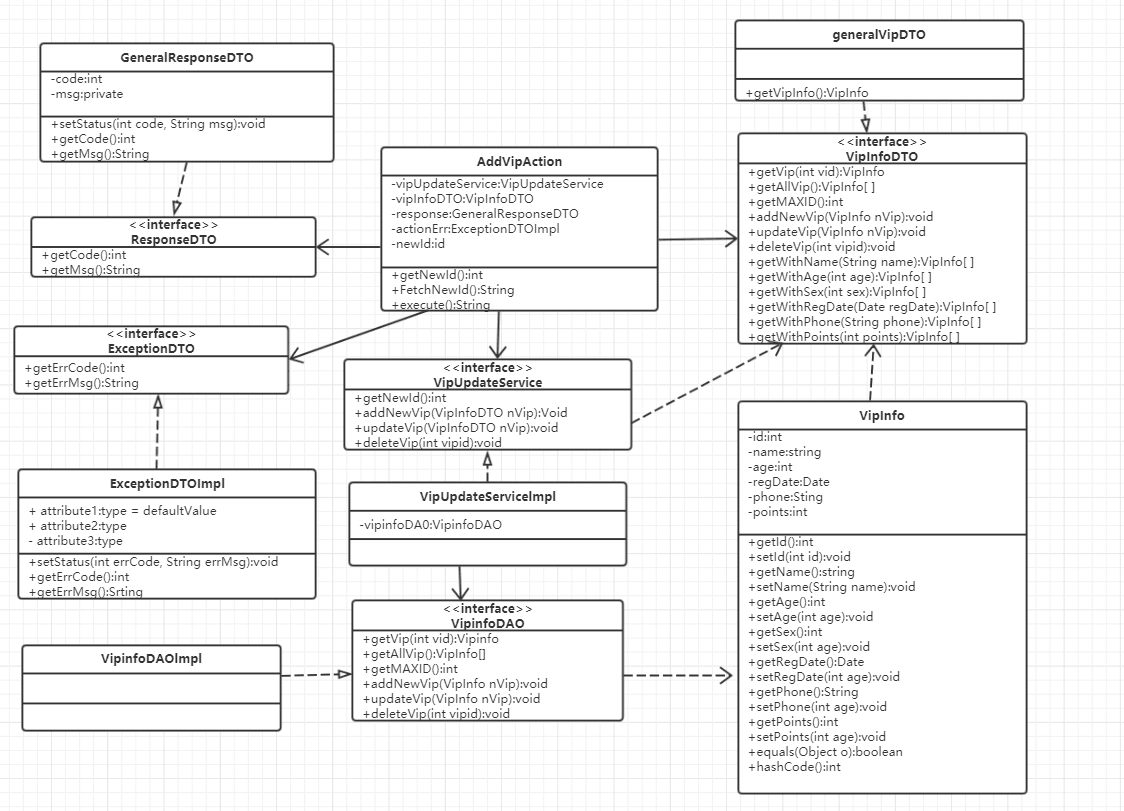 GeneralResponseDTO
-code:int
-msg:private
+setStatus(int code, String msg):void
+getCode():int
+getMsg():String
generalVipDTO
+getVipInfo():VipInfo
<<interface>>
ResponseDTO
+getCode():int
+getMsg():String
AddVipAction
-vipUpdateService:VipUpdateService
-vipInfoDTO:VipInfoDTO
-response:GeneralResponseDTO
-actionErr:ExceptionDTOImpl
-newId:id
+getNewId():int
+FetchNewId():String
+execute():String
<<interface>>
VipInfoDTO
+getVip(int vid):VipInfo
+getAllVip():VipInfo[ ]
+getMAXID():int
+addNewVip(VipInfo nVip):void
+updateVip(VipInfo nVip):void
+deleteVip(int vipid):void
+getWithName(String name):VipInfo[ ]
+getWithAge(int age):VipInfo[ ]
+getWithSex(int sex):VipInfo[ ]
+getWithRegDate(Date regDate):VipInfo[ ]
+getWithPhone(String phone):VipInfo[ ]
+getWithPoints(int points):VipInfo[ ]
<<interface>>
ExceptionDTO
+getErrCode():int
+getErrMsg():String
<<interface>>
VipUpdateService
+getNewId():int
+addNewVip(VipInfoDTO nVip):Void
+updateVip(VipInfoDTO nVip):void
+deleteVip(int vipid):void
ExceptionDTOImpl
+ attribute1:type = defaultValue
+ attribute2:type
- attribute3:type
+setStatus(int errCode, String errMsg):void
+getErrCode():int
+getErrMsg():Srting
VipUpdateServiceImpl
-vipinfoDA0:VipinfoDAO
VipInfo
-id:int
-name:string
-age:int
-regDate:Date
-phone:Sting
-points:int
+getId():int
+setId(int id):void
+getName():string
+setName(String name):void
+getAge():int
+setAge(int age):void
+getSex():int
+setSex(int age):void
+getRegDate():Date
+setRegDate(int age):void
+getPhone():String
+setPhone(int age):void
+getPoints():int
+setPoints(int age):void
+equals(Object o):boolean
+hashCode():int
VipinfoDAOImpl
<<interface>>
VipinfoDAO
+getVip(int vid):Vipinfo
+getAllVip():VipInfo[]
+getMAXID():int
+addNewVip(VipInfo nVip):void
+updateVip(VipInfo nVip):void
+deleteVip(int vipid):void